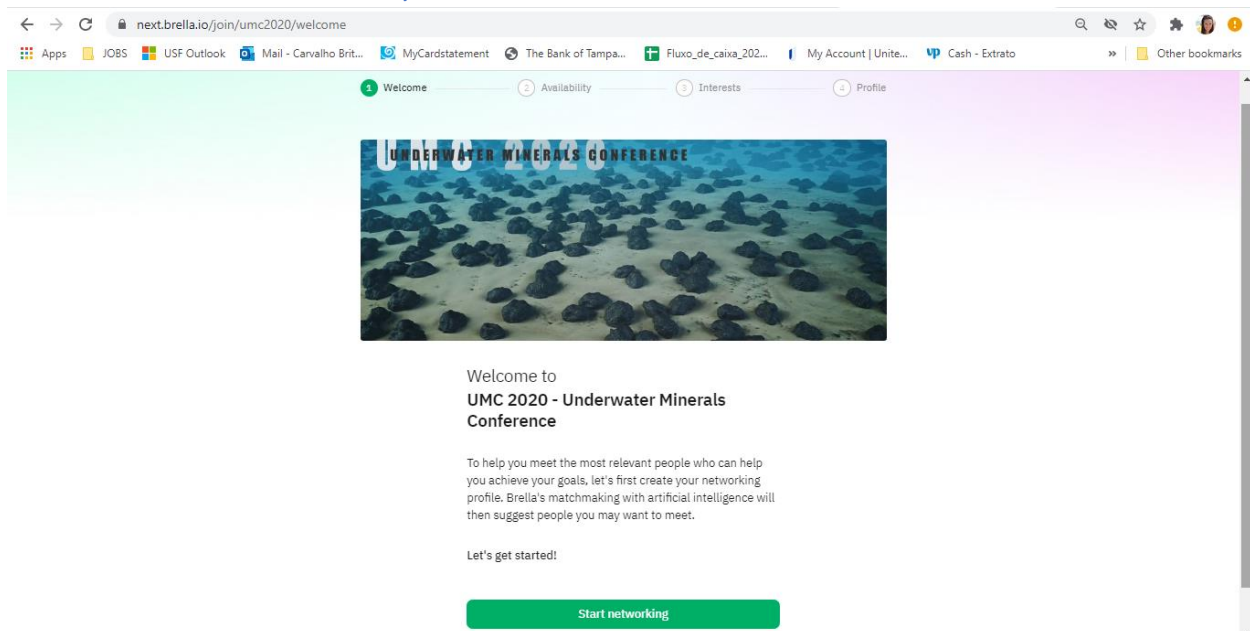 next.brella.io/join/umc2020/welcome
Apps JOBS USF Outlook Mail - Carvalho Brit... MyCardstatement The Bank of Tampa... Fluxo_de_caixa_202... My Account | Unite... VP Cash - Extrato » Other bookmarks
1 Welcome 2 Availability 3 Interests 4 Profile
UMC 2020
UNDERWATER MINERALS CONFERENCE
Welcome to
UMC 2020 - Underwater Minerals
Conference
To help you meet the most relevant people who can help
you achieve your goals, let's first create your networking
profile. Brella's matchmaking with artificial intelligence will
then suggest people you may want to meet.
Let's get started!
Start networking